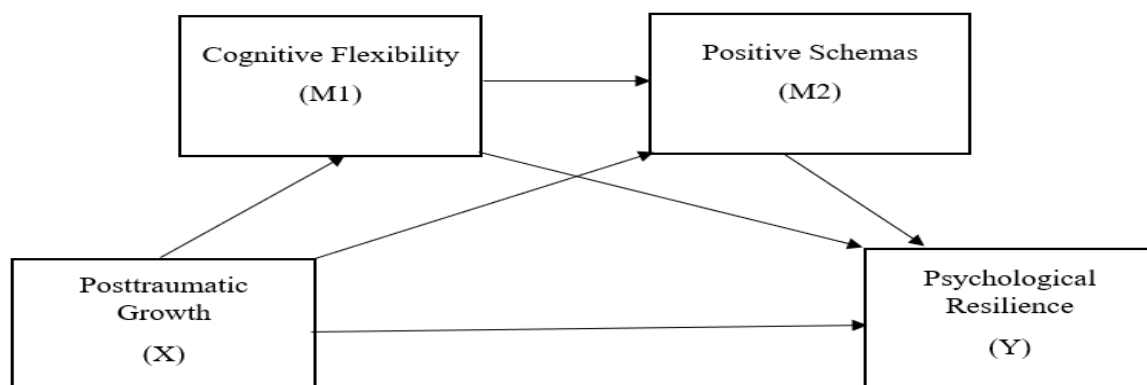 Cognitive Flexibility
(M1)
Positive Schemas
(M2)
Posttraumatic
Growth
(X)
Psychological
Resilience
(Y)